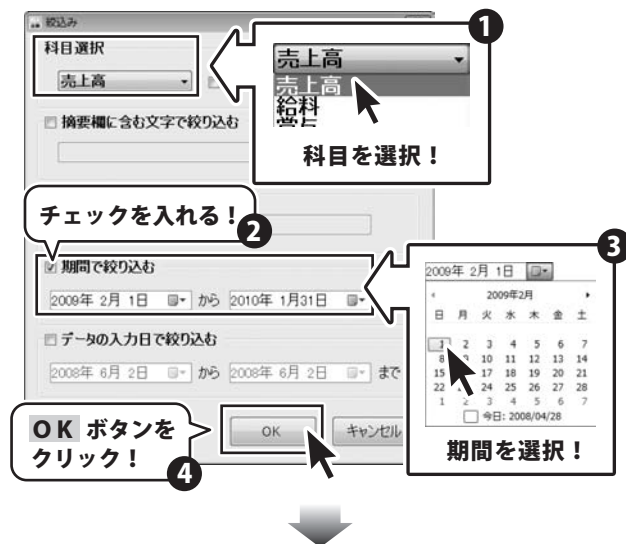 絞込み
科目選択
売上高
摘要欄に含む文字で絞り込む
1
売上高
売上高
給料
賞与
科目を選択！
チェックを入れる！
2
期間で絞り込む
2009年 2月 1日 から 2010年 1月31日
データの入力日で絞り込む
2008年 6月 2日 から 2008年 6月 2日 まで
OK キャンセル
OK ボタンを
クリック！
4
3
2009年 2月 1日
2009年2月
日 月 火 水 木 金 土
1 2 3 4 5 6 7
8 9 10 11 12 13 14
15 17 18 19 20 21
22 24 25 26 27 28
1 2 3 4 5 6 7
今日: 2008/04/28
期間を選択！